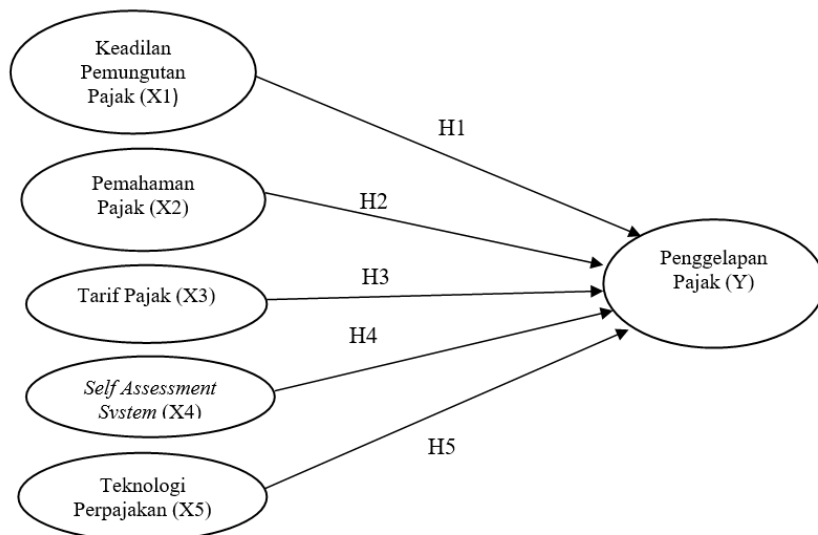 Keadilan
Pemungutan
Pajak (X1)
H1
Pemahaman
Pajak (X2)
H2
Penggelapan
Pajak (Y)
Tarif Pajak (X3)
H3
H4
Self Assessment
System (X4)
H5
Teknologi
Perpajakan (X5)